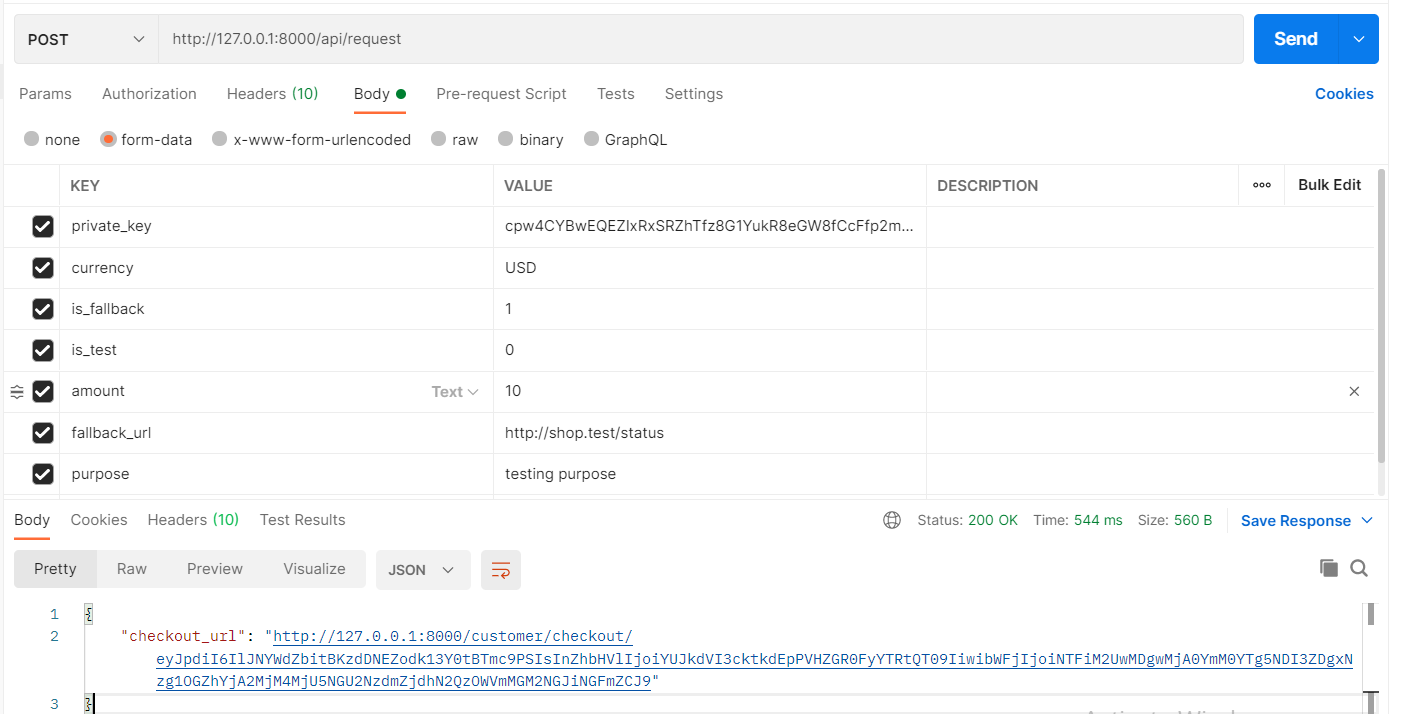 POST http://127.0.0.1:8000/api/request Send
Params Authorization Headers (10) Body Pre-request Script Tests Settings Cookies
none form-data x-www-form-urlencoded raw binary GraphQL
KEY VALUE DESCRIPTION Bulk Edit
private_key cpw4CYBwEQEZIxRxSRZhTfz8G1YukR8eGW8fCcFfp2m...
currency USD
is_fallback 1
is_test 0
amount Text 10
fallback_url http://shop.test/status
purpose testing purpose
Body Cookies Headers (10) Test Results Status: 200 OK Time: 544 ms Size: 560 B Save Response
Pretty Raw Preview Visualize JSON
1 {
2 "checkout_url": "http://127.0.0.1:8000/customer/checkout/
eyJpdiI6IlJNYWdZbitBKzdDNEZodk13Y0tBTmc9PSIsInZhbHVlIjoiYUJkdVI3cktkdEpPVHZGR0FyYTRtQT09IiwibWFjIjoiNTFiM2UwMDgwMjA0YmM0YTg5NDI3ZDgxN
zg1OGZhYjA2MjM4MjU5NGU2NzdmZjdhN2QzOWVmMGM2NGJiNGFmZCJ9"
3 }